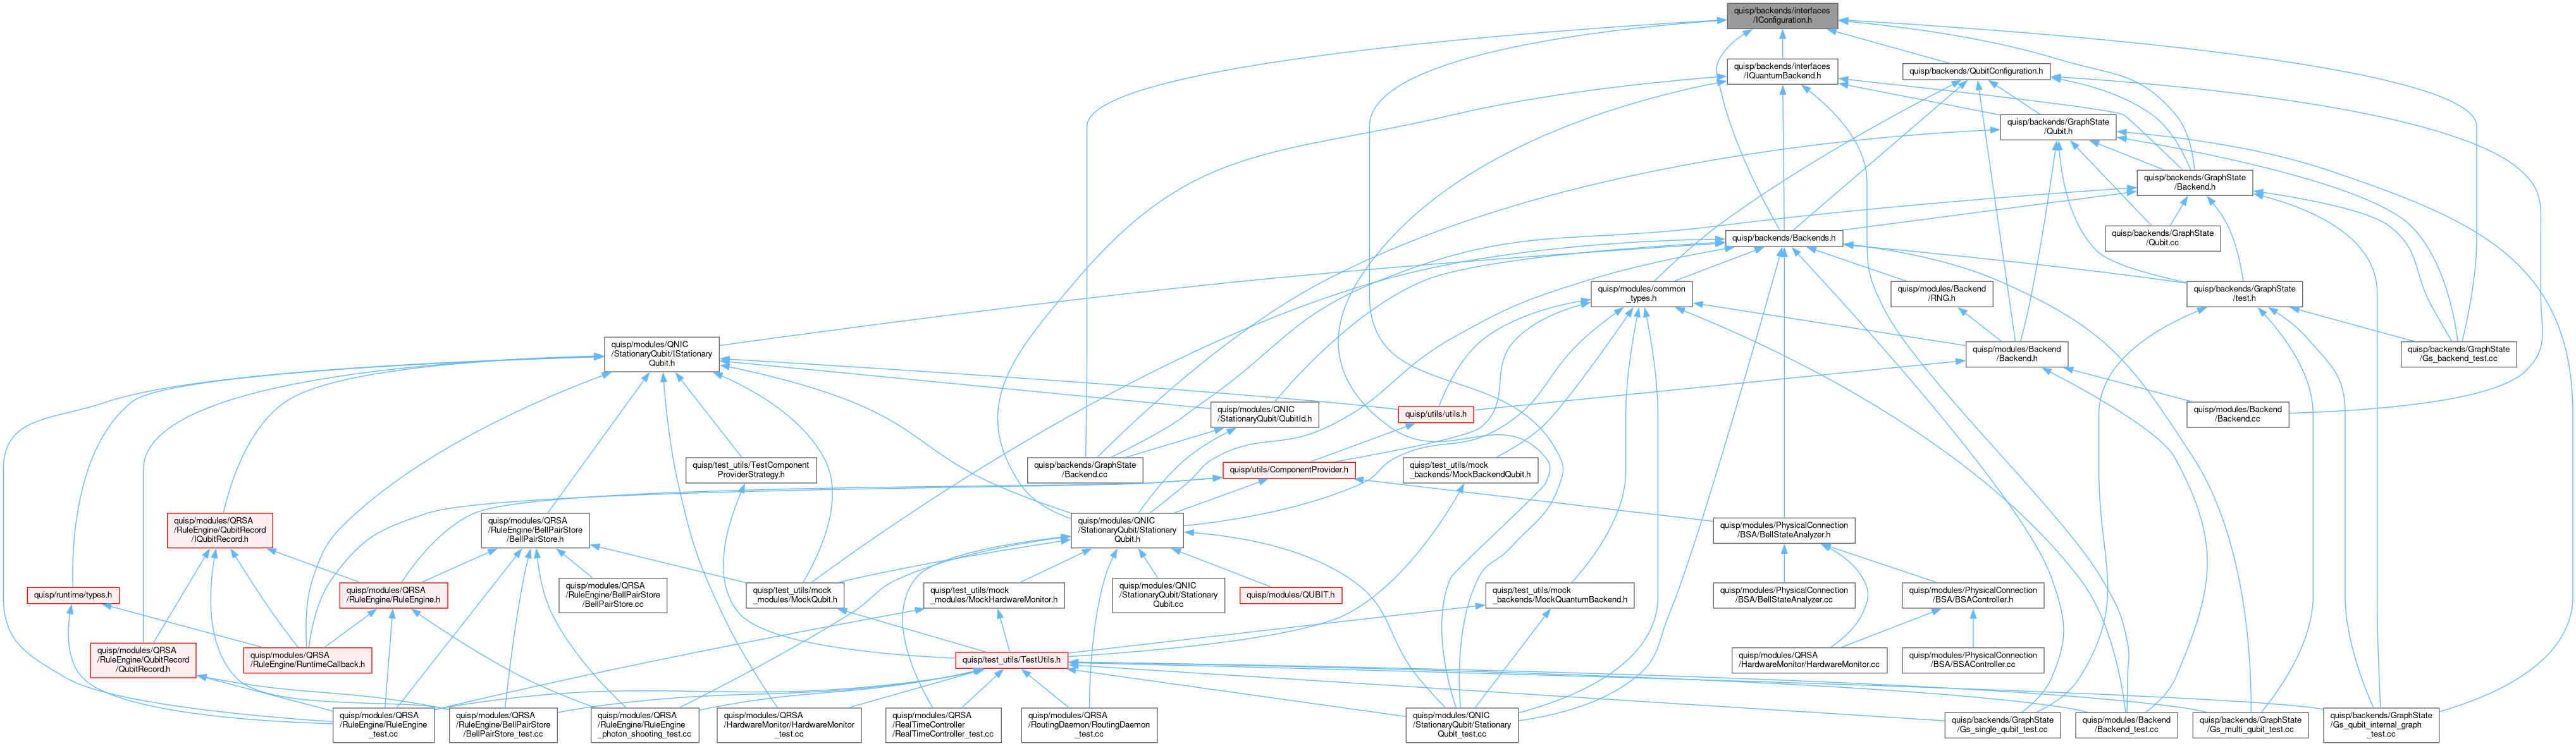 quisp/backends/interfaces
/IConfiguration.h
quisp/backends/interfaces
/IQuantumBackend.h
quisp/backends/QubitConfiguration.h
quisp/backends/GraphState
/Qubit.h
quisp/backends/GraphState
/Backend.h
quisp/backends/Backends.h
quisp/backends/GraphState
/Qubit.cc
quisp/modules/common
_types.h
quisp/modules/Backend
/RNG.h
quisp/backends/GraphState
/test.h
quisp/modules/QNIC
/StationaryQubit/IStationary
Qubit.h
quisp/modules/Backend
/Backend.h
quisp/backends/GraphState
/Gs_backend_test.cc
quisp/modules/QNIC
/StationaryQubit/QubitId.h
quisp/utils/utils.h
quisp/modules/Backend
/Backend.cc
quisp/test_utils/TestComponent
ProviderStrategy.h
quisp/backends/GraphState
/Backend.cc
quisp/utils/ComponentProvider.h
quisp/test_utils/mock
_backends/MockBackendQubit.h
quisp/modules/QRSA
/RuleEngine/QubitRecord
/IQubitRecord.h
quisp/modules/QRSA
/RuleEngine/BellPairStore
/BellPairStore.h
quisp/modules/QNIC
/StationaryQubit/Stationary
Qubit.h
quisp/modules/PhysicalConnection
/BSA/BellStateAnalyzer.h
quisp/runtime/types.h
quisp/modules/QRSA
/RuleEngine/RuleEngine.h
quisp/modules/QRSA
/RuleEngine/BellPairStore
/BellPairStore.cc
quisp/test_utils/mock
_modules/MockQubit.h
quisp/test_utils/mock
_modules/MockHardwareMonitor.h
quisp/modules/QNIC
/StationaryQubit/Stationary
Qubit.cc
quisp/modules/QUBIT.h
quisp/test_utils/mock
_backends/MockQuantumBackend.h
quisp/modules/PhysicalConnection
/BSA/BellStateAnalyzer.cc
quisp/modules/PhysicalConnection
/BSA/BSAController.h
quisp/modules/QRSA
/RuleEngine/QubitRecord
/QubitRecord.h
quisp/modules/QRSA
/RuleEngine/RuntimeCallback.h
quisp/test_utils/TestUtils.h
quisp/modules/QRSA
/HardwareMonitor/HardwareMonitor.cc
quisp/modules/PhysicalConnection
/BSA/BSAController.cc
quisp/modules/QRSA
/RuleEngine/RuleEngine
_test.cc
quisp/modules/QRSA
/RuleEngine/BellPairStore
/BellPairStore_test.cc
quisp/modules/QRSA
/RuleEngine/RuleEngine
_photon_shooting_test.cc
quisp/modules/QRSA
/HardwareMonitor/HardwareMonitor
_test.cc
quisp/modules/QRSA
/RealTimeController
/RealTimeController_test.cc
quisp/modules/QRSA
/RoutingDaemon/RoutingDaemon
_test.cc
quisp/modules/QNIC
/StationaryQubit/Stationary
Qubit_test.cc
quisp/backends/GraphState
/Gs_single_qubit_test.cc
quisp/modules/Backend
/Backend_test.cc
quisp/backends/GraphState
/Gs_multi_qubit_test.cc
quisp/backends/GraphState
/Gs_qubit_internal_graph
_test.cc